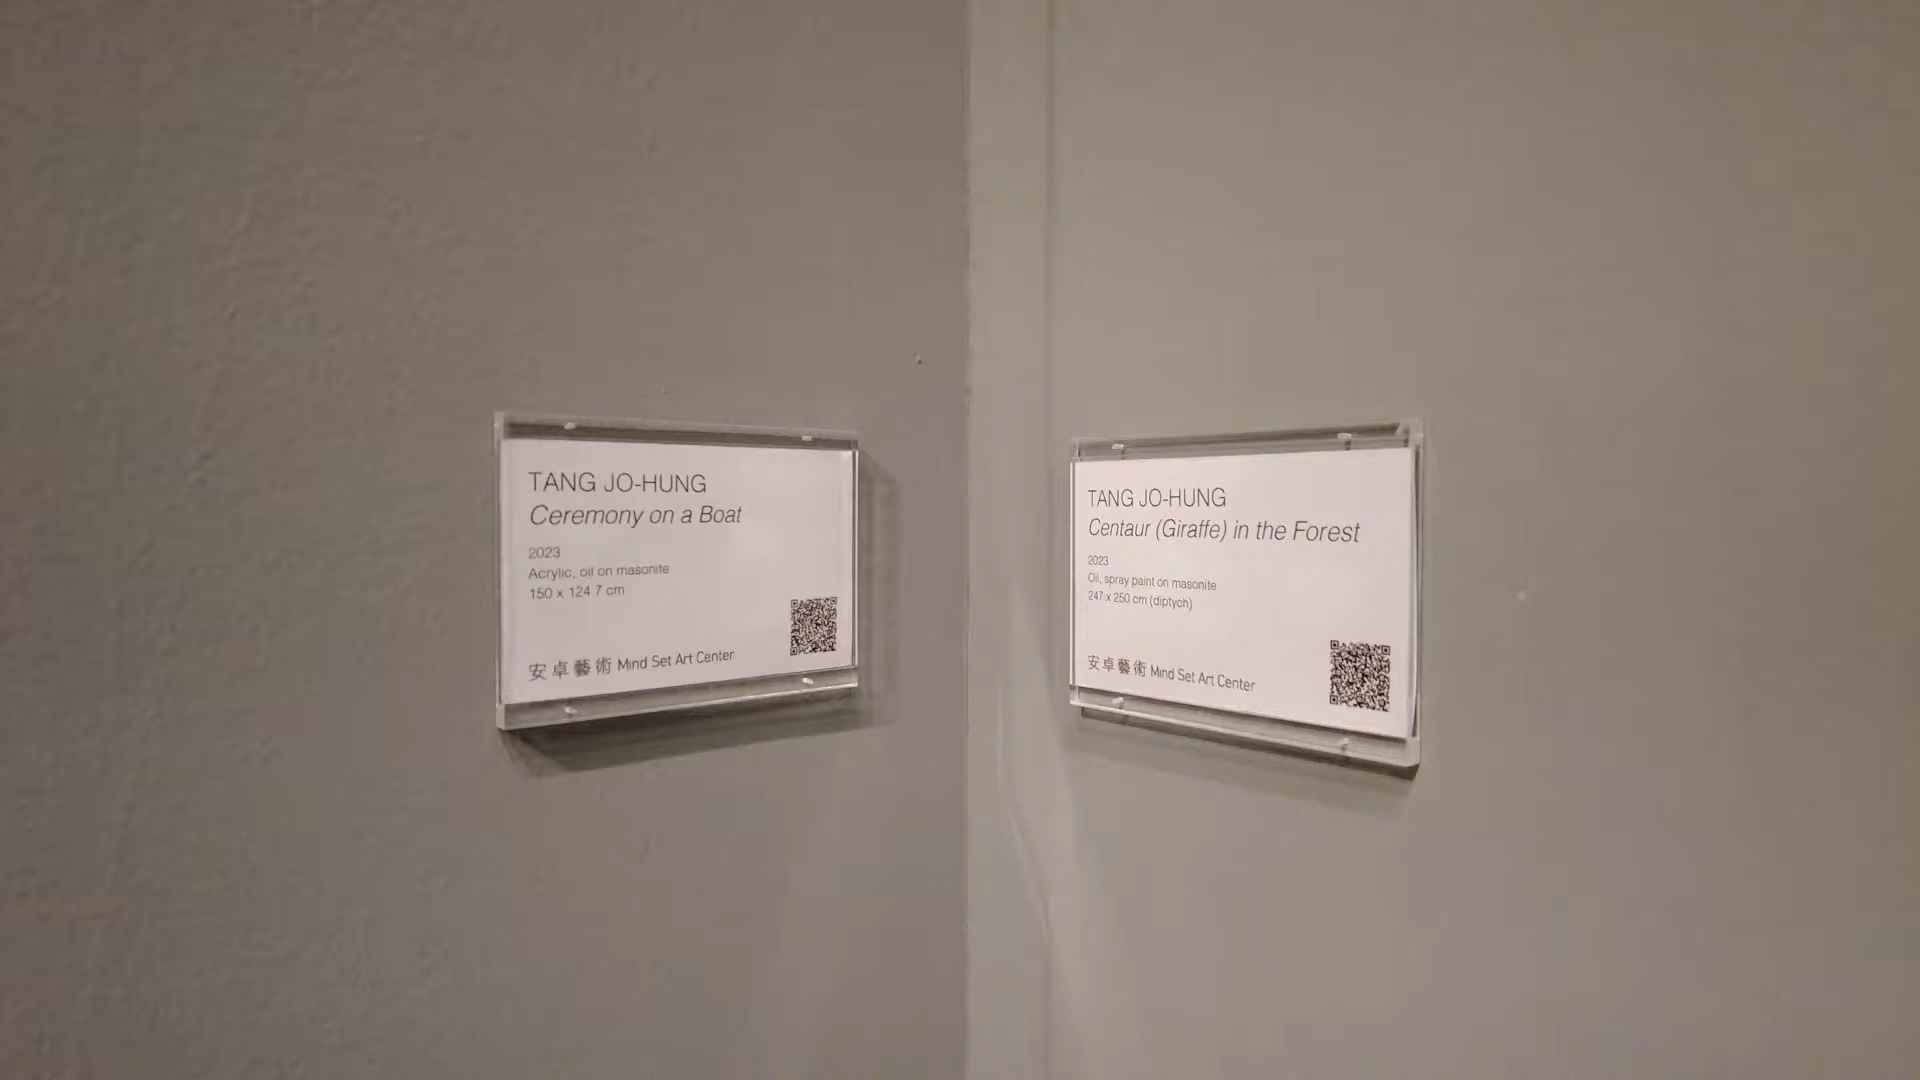 TANG JO-HUNG
Ceremony on a Boat
2023
Acrylic, oil on masonite
150 x 124.7 cm
安卓藝術 Mind Set Art Center
TANG JO-HUNG
Centaur (Giraffe) in the Forest
2023
Oil, spray paint on masonite
247 x 250 cm (diptych)
安卓藝術 Mind Set Art Center